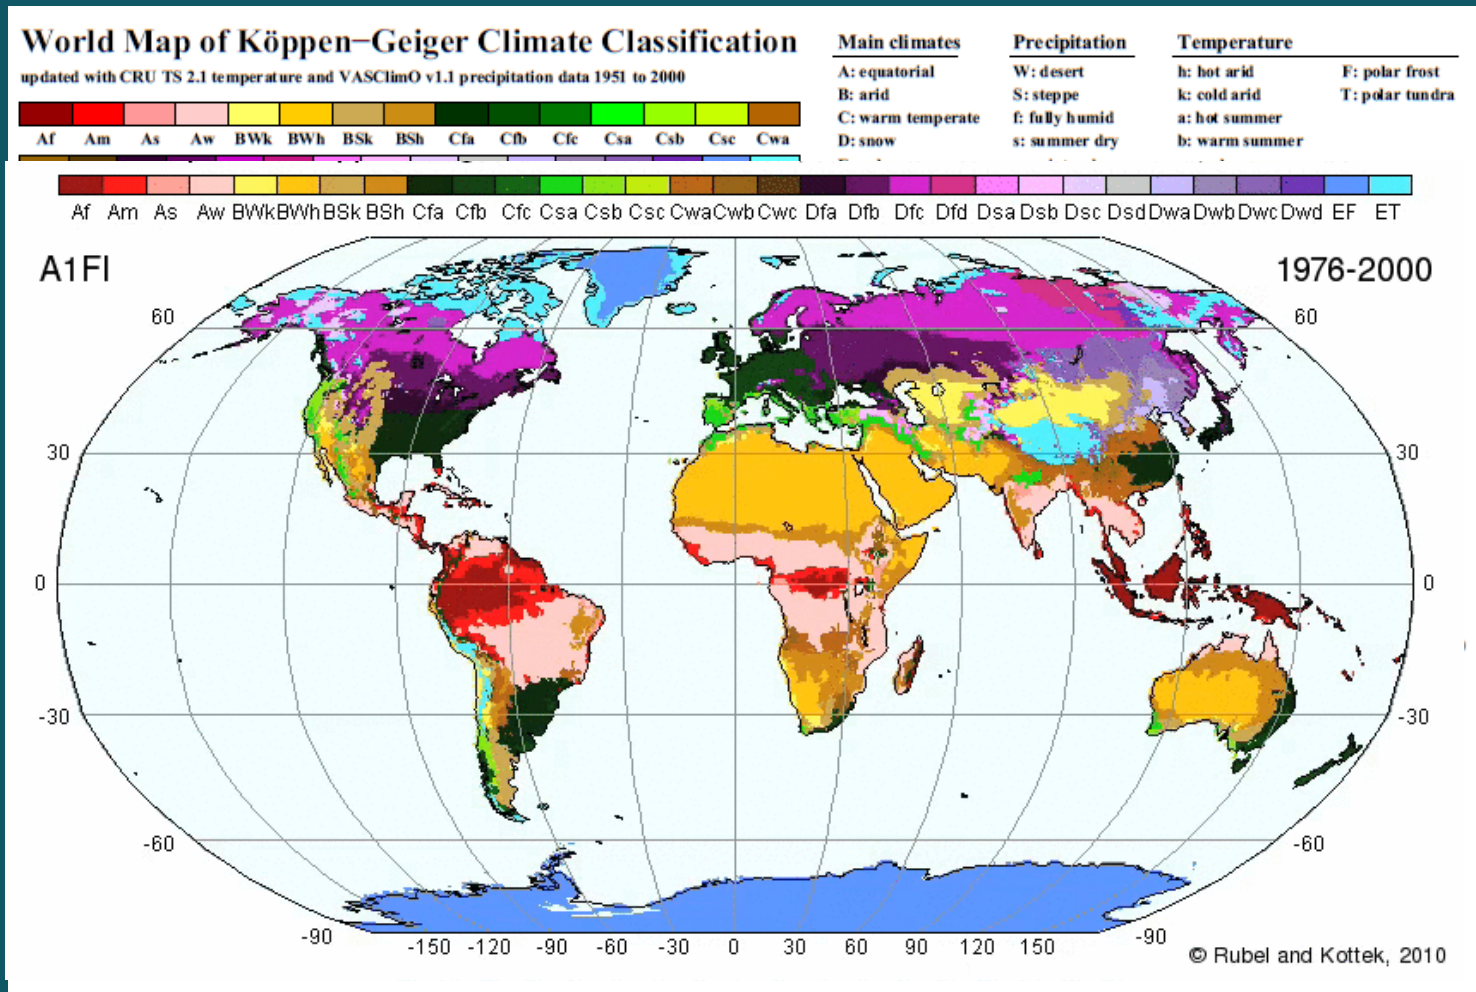 World Map of Köppen−Geiger Climate Classification
updated with CRU TS 2.1 temperature and VASClimO v1.1 precipitation data 1951 to 2000
Af Am As Aw BWk BWh BSk BSh Cfa Cfb Cfc Csa Csb Csc Cwa
Main climates
A: equatorial
B: arid
C: warm temperate
D: snow
Precipitation
W: desert
S: steppe
f: fully humid
s: summer dry
Temperature
h: hot arid
k: cold arid
a: hot summer
b: warm summer
F: polar frost
T: polar tundra
Af Am As Aw BWk BWh BSk BSh Cfa Cfb Cfc Csa Csb Csc Cwa Cwb Cwc Dfa Dfb Dfc Dfd Dsa Dsb Dsc Dsd Dwa Dwb Dwc Dwd EF ET
A1FI
1976-2000
60 60
30 30
0 0
-30 -30
-60 -60
-90 -90
-150 -120 -90 -60 -30 0 30 60 90 120 150
© Rubel and Kottek, 2010